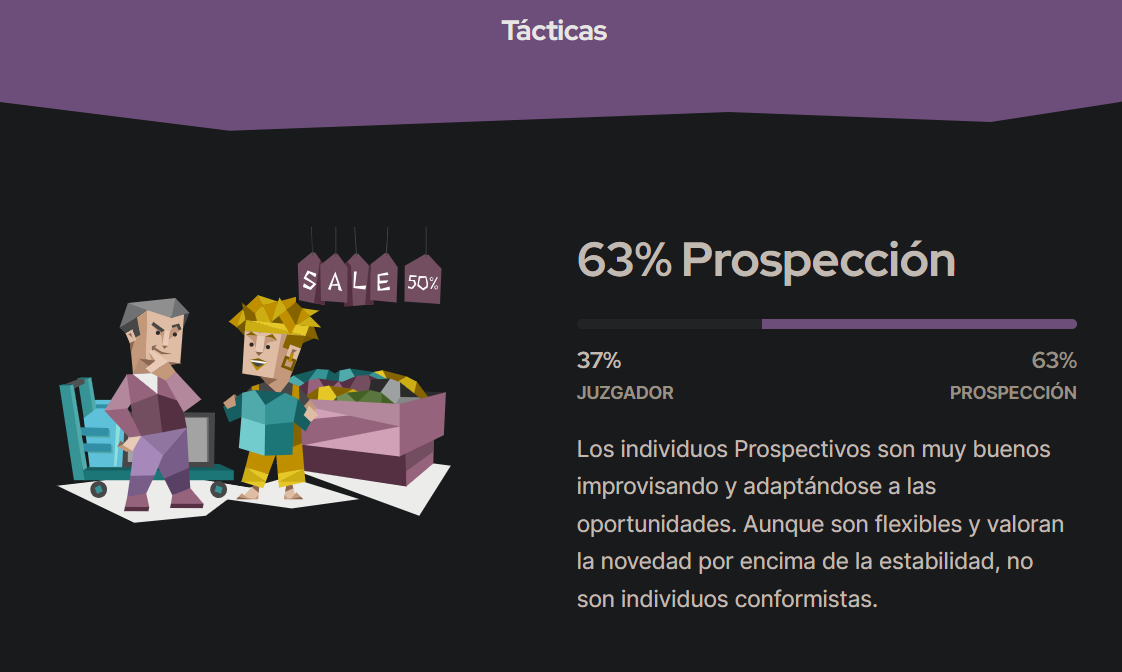 Tácticas
SALE 50%
63% Prospección
37% 63%
JUZGADOR PROSPECCIÓN
Los individuos Prospectivos son muy buenos
improvisando y adaptándose a las
oportunidades. Aunque son flexibles y valoran
la novedad por encima de la estabilidad, no
son individuos conformistas.